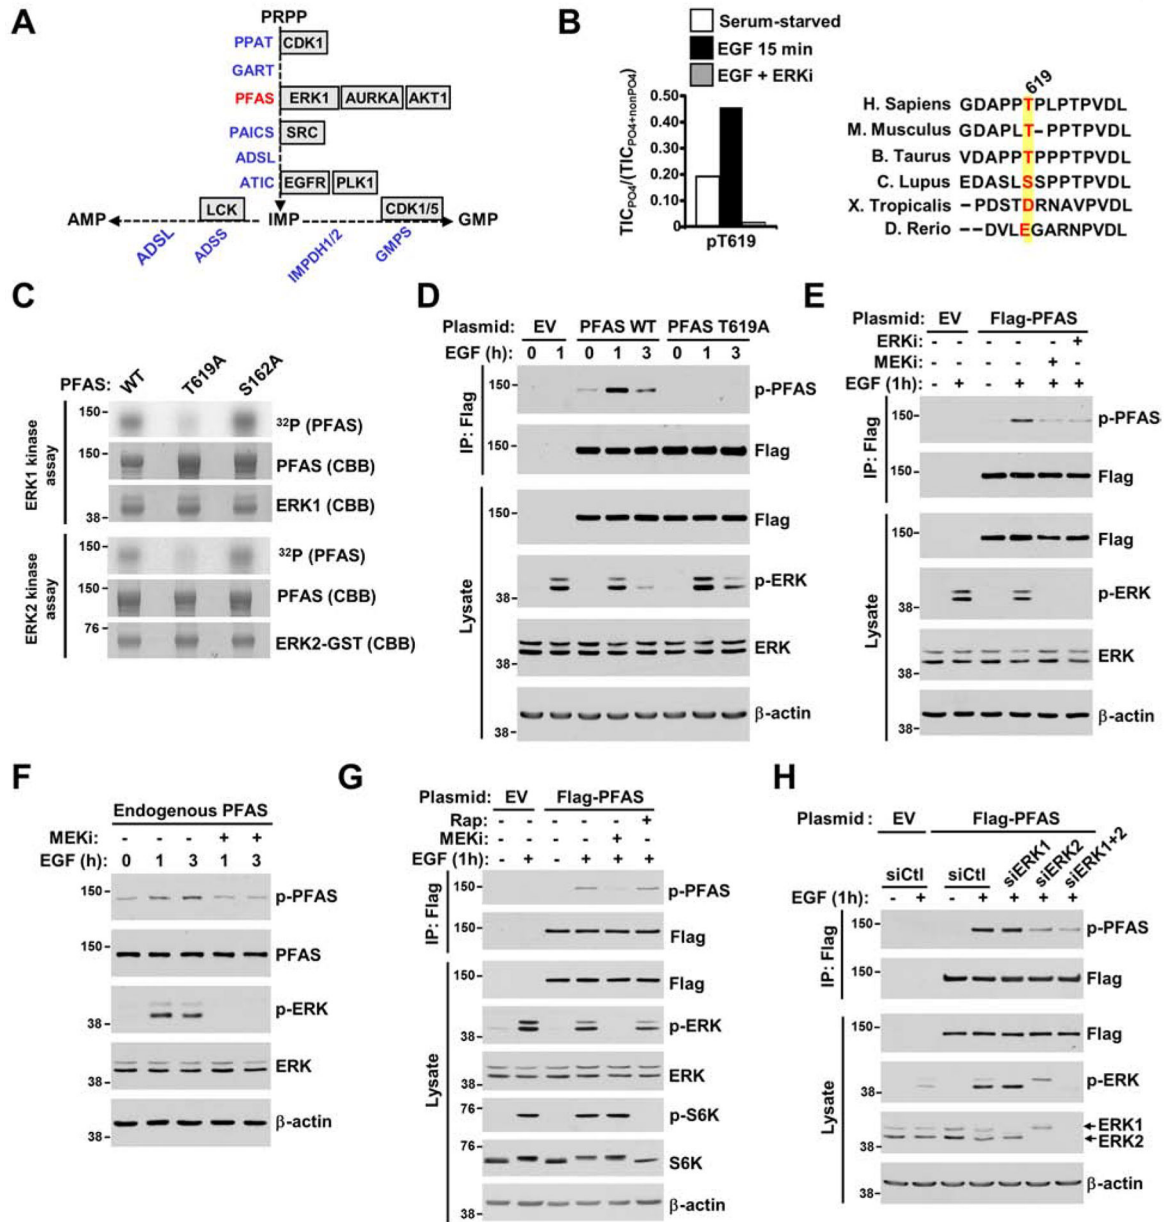 A
PRPP
PPAT CDK1
GART
PFAS ERK1 AURKA AKT1
PAICS SRC
ADSL
ATIC EGFR PLK1
LCK CDK1/5
AMP IMP GMP
ADSL ADSS IMPDH1/2 GMPS
B
Serum-starved
EGF 15 min
EGF + ERKi
TIC PO4/(TIC PO4+nonPO4)
0.50
0.40
0.30
0.20
0.10
0
pT619
619
H. Sapiens GDAPPTPLPTPVDL
M. Musculus GDAPLT-PPTPVDL
B. Taurus VDAPPTPPPTPVDL
C. Lupus EDASLSSPPTPVDL
X. Tropicalis -PDSTDRNAVPVDL
D. Rerio --DVLEGARNPVDL
C
PFAS: WT T619A S162A
ERK1 kinase assay
150- 32P (PFAS)
150- PFAS (CBB)
38- ERK1 (CBB)
ERK2 kinase assay
150- 32P (PFAS)
150- PFAS (CBB)
76- ERK2-GST (CBB)
D
Plasmid: EV PFAS WT PFAS T619A
EGF (h): 0 1 0 1 3 0 1 3
IP: Flag
150- p-PFAS
150- Flag
Lysate
150- Flag
38- p-ERK
38- ERK
38- β-actin
E
Plasmid: EV Flag-PFAS
ERKi: - - - - - +
MEKi: - - - - + -
EGF (1h): - + - + + +
IP: Flag
150- p-PFAS
150- Flag
Lysate
150- Flag
38- p-ERK
38- ERK
38- β-actin
F
Endogenous PFAS
MEKi: - - - + +
EGF (h): 0 1 3 1 3
150- p-PFAS
150- PFAS
38- p-ERK
38- ERK
38- β-actin
G
Plasmid: EV Flag-PFAS
Rap: - - - - - +
MEKi: - - - - + -
EGF (1h): - + - + + +
IP: Flag
150- p-PFAS
150- Flag
Lysate
150- Flag
38- p-ERK
38- ERK
76- p-S6K
76- S6K
38- β-actin
H
Plasmid : EV Flag-PFAS
siCtl siCtl siERK1 siERK2 siERK1+2
EGF (1h): - + - + + + +
IP: Flag
150- p-PFAS
150- Flag
Lysate
150- Flag
38- p-ERK
38- ERK1
ERK2
38- β-actin